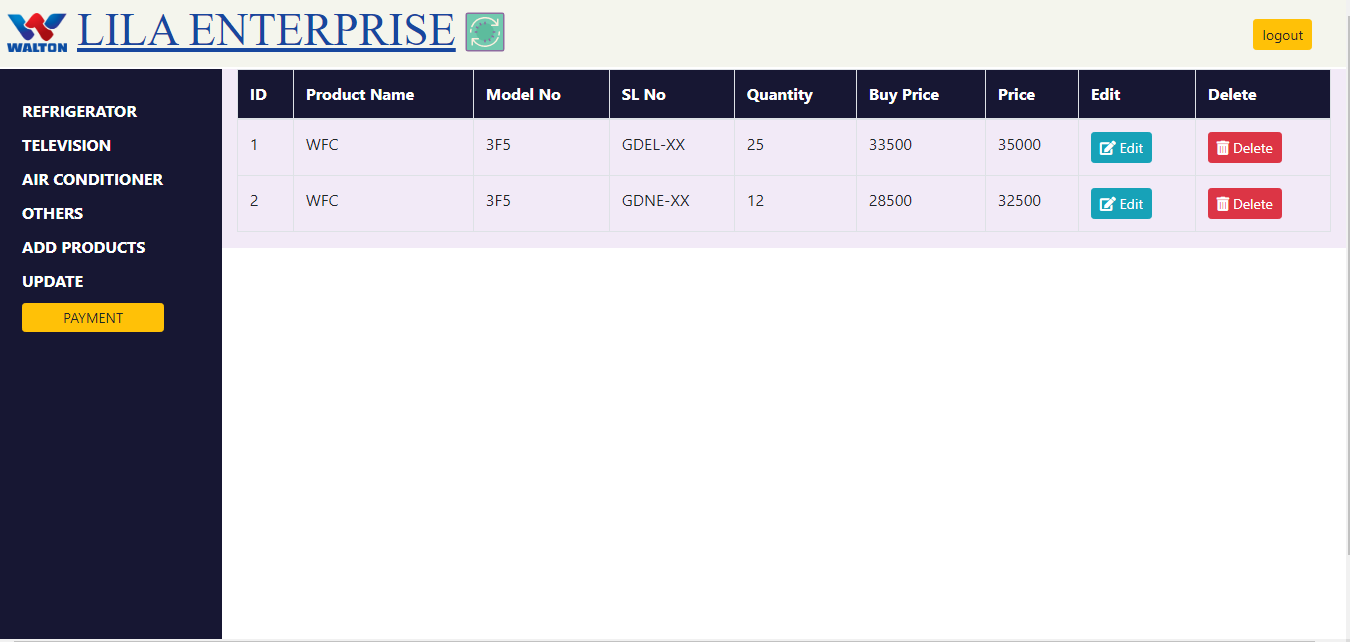 WALTON LILA ENTERPRISE logout
REFRIGERATOR
TELEVISION
AIR CONDITIONER
OTHERS
ADD PRODUCTS
UPDATE
PAYMENT
ID Product Name Model No SL No Quantity Buy Price Price Edit Delete
1 WFC 3F5 GDEL-XX 25 33500 35000 Edit Delete
2 WFC 3F5 GDNE-XX 12 28500 32500 Edit Delete